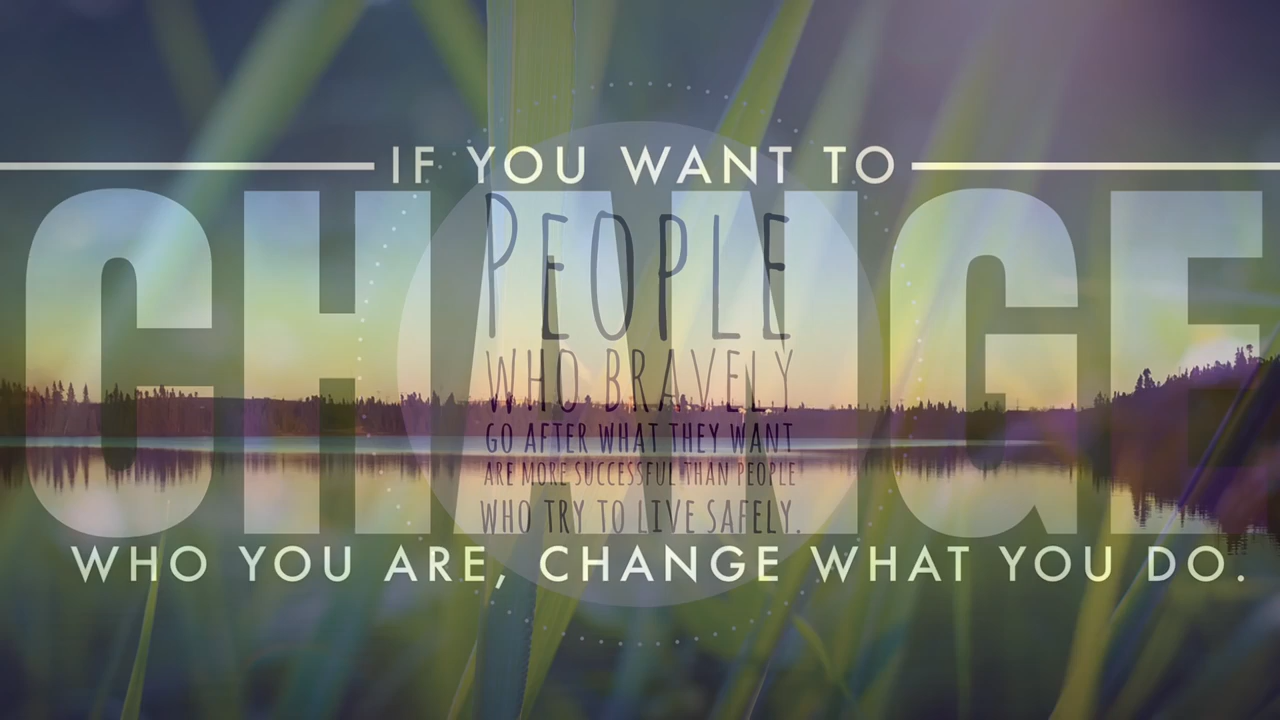 IF YOU WANT TO
CHANGE
WHO YOU ARE, CHANGE WHAT YOU DO.
PEOPLE
WHO BRAVELY
GO AFTER WHAT THEY WANT
ARE MORE SUCCESSFUL THAN PEOPLE
WHO TRY TO LIVE SAFELY.